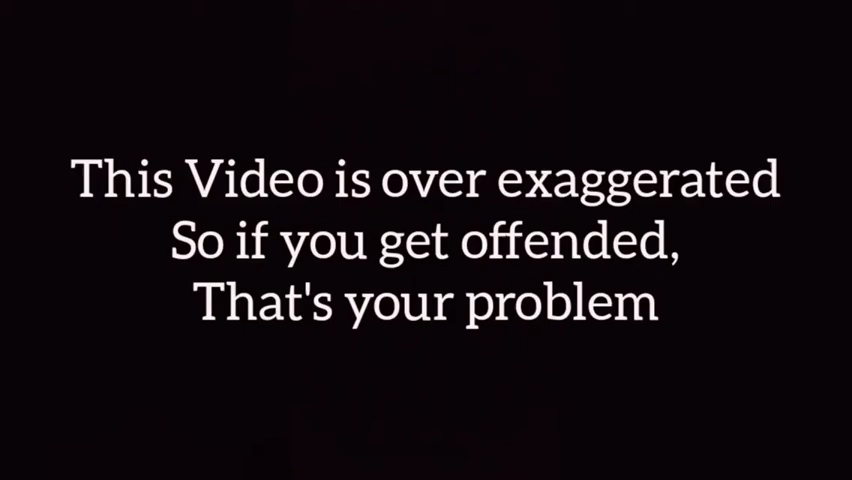 This Video is over exaggerated
So if you get offended,
That's your problem